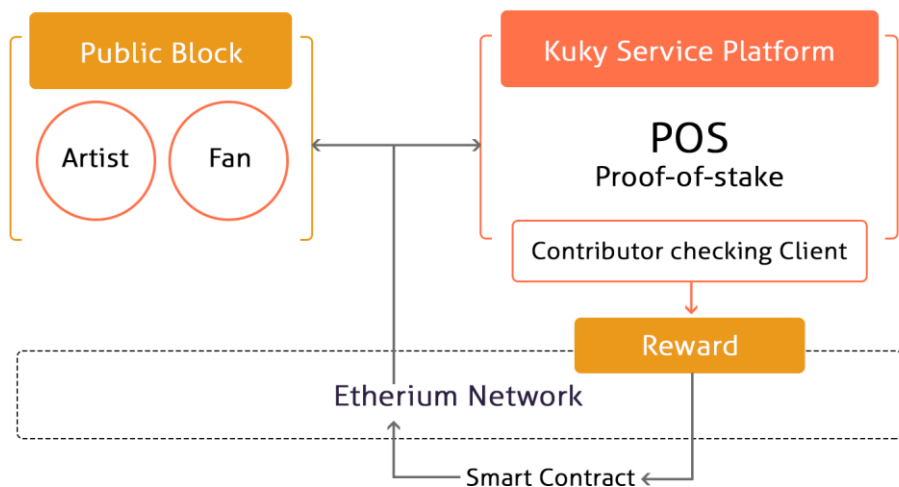 Public Block
Kuky Service Platform
Artist
Fan
POS
Proof-of-stake
Contributor checking Client
Reward
Etherium Network
Smart Contract